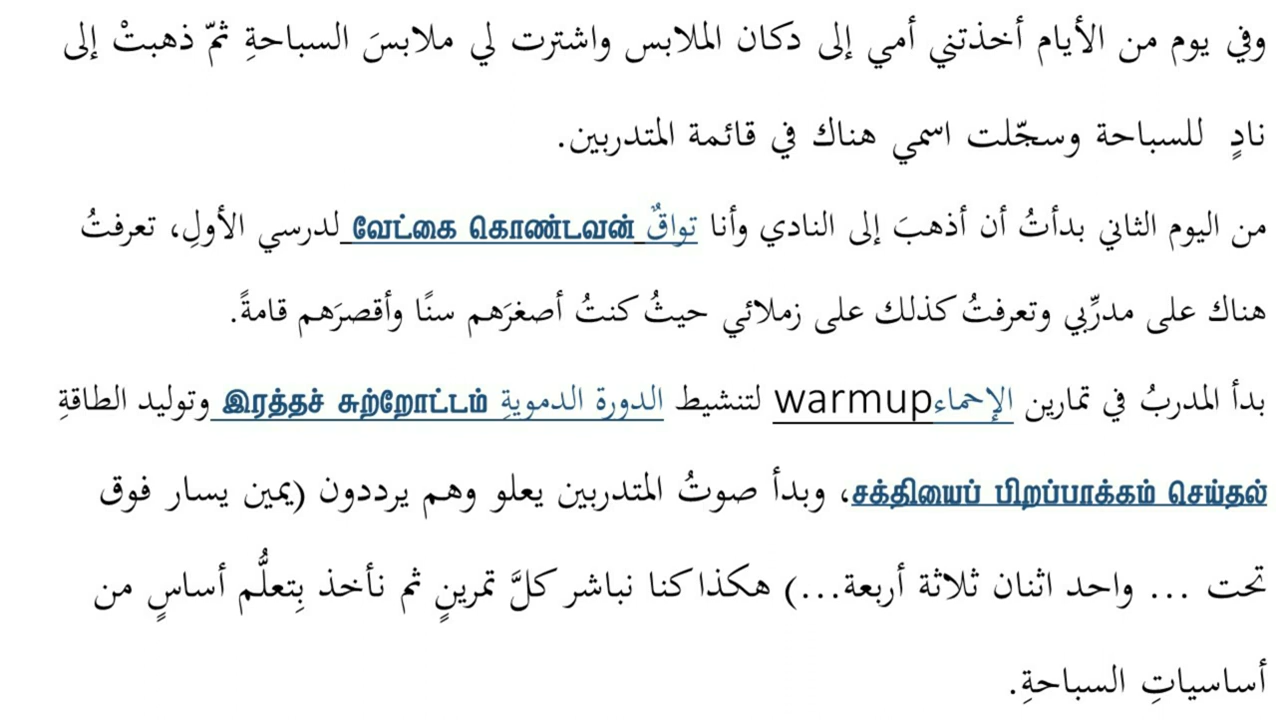 وفي يوم من الأيام أخذتني أمي إلى دكان الملابس واشترت لي ملابسَ السباحةِ ثمّ ذهبتْ إلى
نادٍ للسباحة وسجّلت اسمي هناك في قائمة المتدربين.
من اليوم الثاني بدأتُ أن أذهبَ إلى النادي وأنا تواقٌ வேட்கை கொண்டவன் لدرسي الأولِ، تعرفتُ
هناك على مدرِّبي وتعرفتُ كذلك على زملائي حيثُ كنتُ أصغرَهم سنًا وأقصرَهم قامةً.
بدأ المدربُ في تمارين الإحماء warmup لتنشيط الدورة الدمويةِ இரத்தச் சுற்றோட்டம் وتوليد الطاقةِ
சக்தியைப் பிறப்பாக்கம் செய்தல்، وبدأ صوتُ المتدربين يعلو وهم يرددون (يمين يسار فوق
تحت ... واحد اثنان ثلاثة أربعة...) هكذا كنا نباشر كلَّ تمرينٍ ثم نأخذ بِتعلُّم أساسٍ من
أساسياتِ السباحةِ.